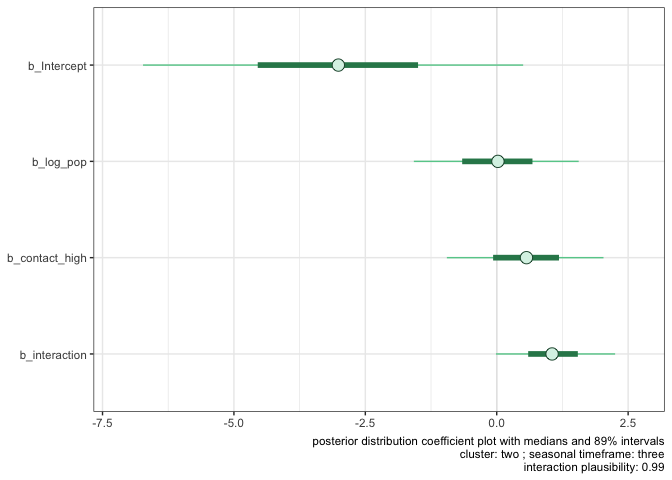 b_Intercept
b_log_pop
b_contact_high
b_interaction
-7.5 -5.0 -2.5 0.0 2.5
posterior distribution coefficient plot with medians and 89% intervals
cluster: two ; seasonal timeframe: three
interaction plausibility: 0.99